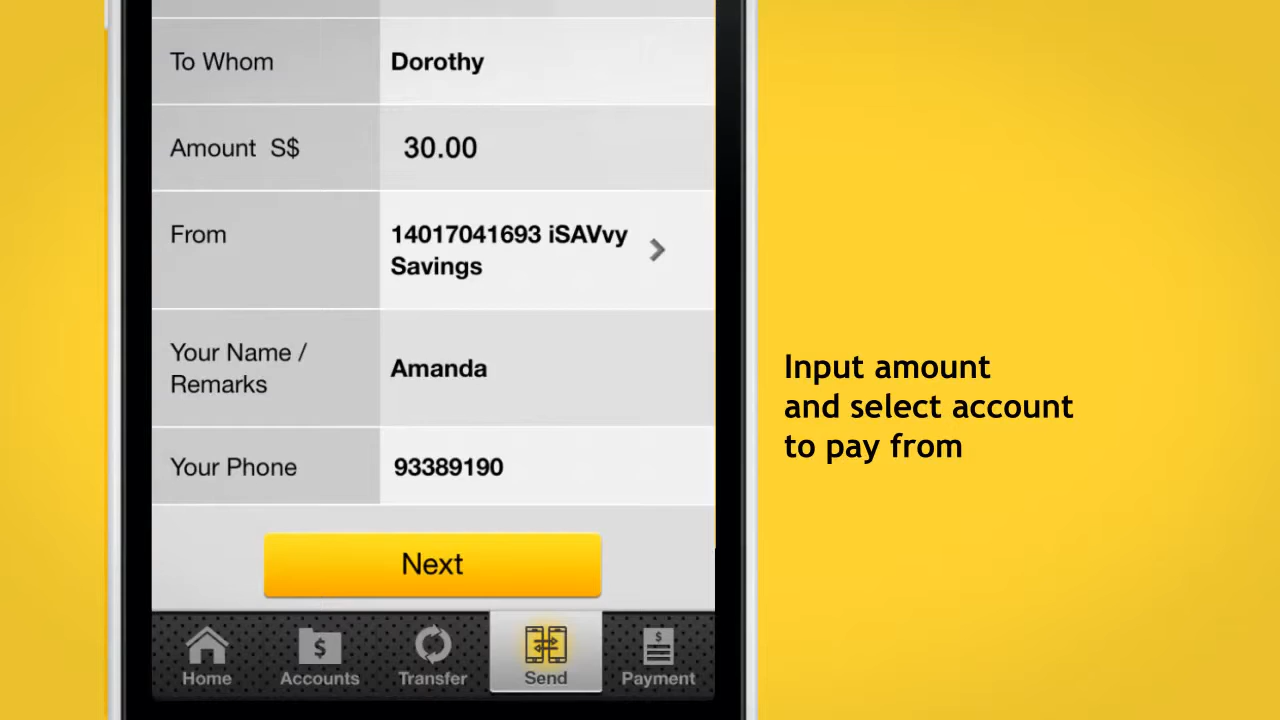 To Whom
Dorothy
Amount S$
30.00
From
14017041693 iSAVvy
Savings
Your Name /
Remarks
Amanda
Your Phone
93389190
Next
Home
Accounts
Transfer
Send
Payment
Input amount
and select account
to pay from